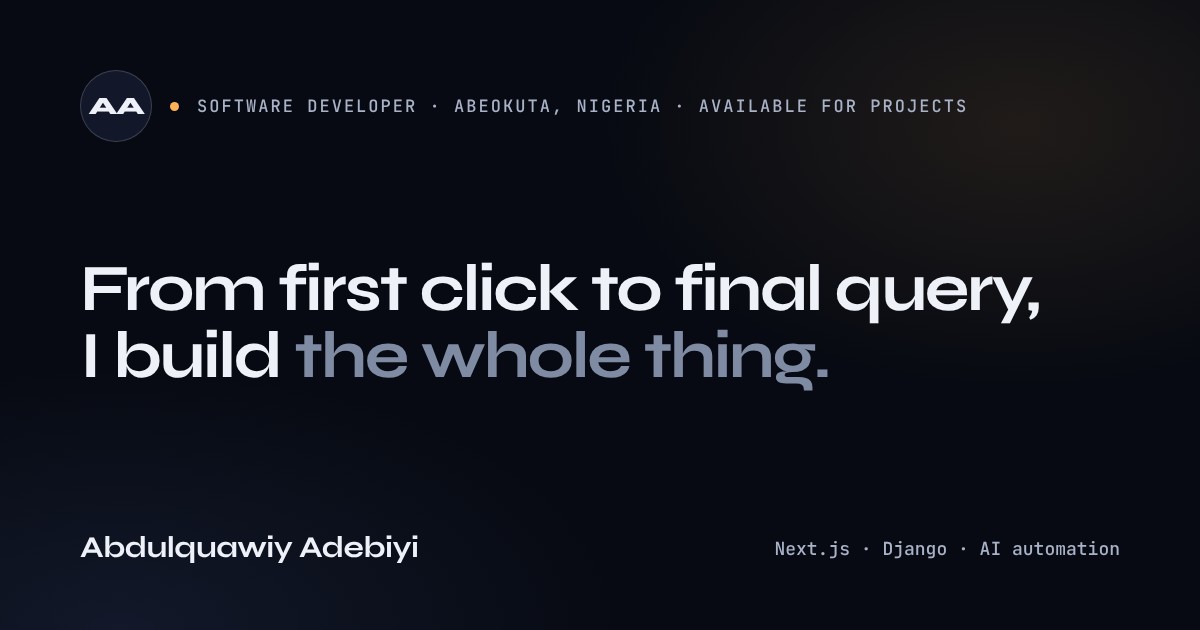 AA
SOFTWARE DEVELOPER · ABEOKUTA, NIGERIA · AVAILABLE FOR PROJECTS
From first click to final query,
I build the whole thing.
Abdulquawiy Adebiyi
Next.js · Django · AI automation